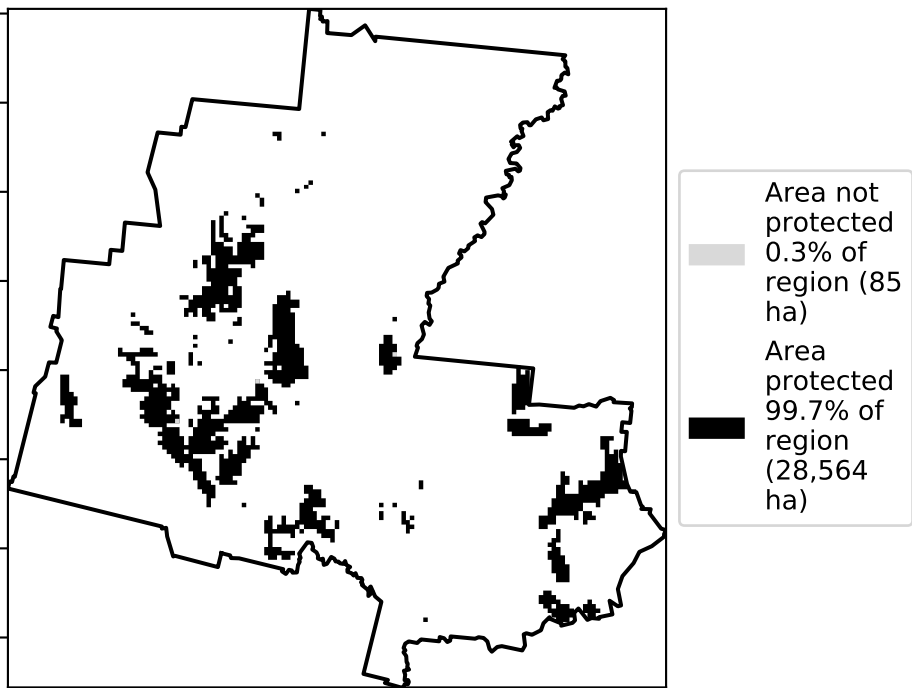 Area not
protected
0.3% of
region (85
ha)
Area
protected
99.7% of
region
(28,564
ha)